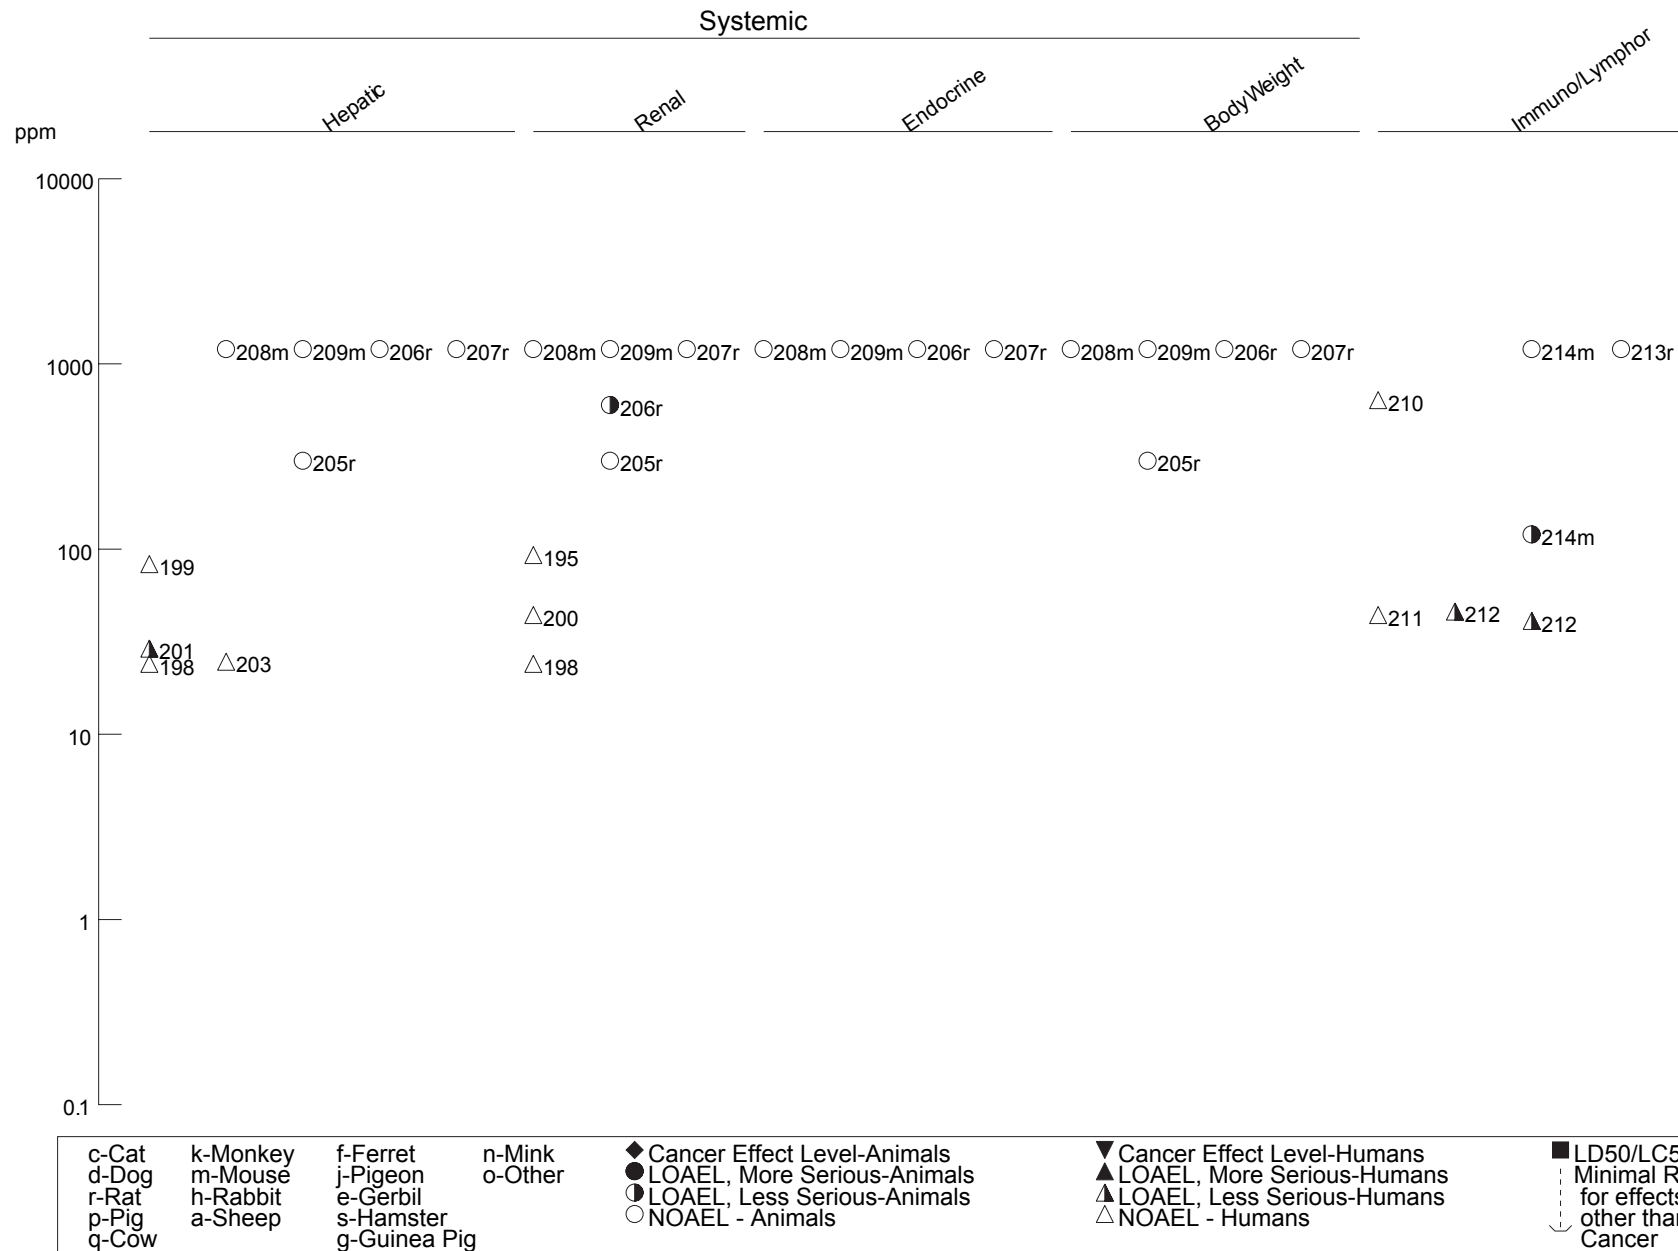 Systemic
Hepatic Renal Endocrine BodyWeight Immuno/Lymphor
ppm
10000
208m 209m 206r 207r 208m 209m 207r 208m 209m 206r 207r 208m 209m 206r 207r 214m 213r
1000
210
206r
205r 205r 205r
214m
100
199 195
200 211 212 212
201
198 203 198
10
1
0.1
c-Cat k-Monkey f-Ferret n-Mink Cancer Effect Level-Animals Cancer Effect Level-Humans LD50/LC5
d-Dog m-Mouse j-Pigeon o-Other LOAEL, More Serious-Animals LOAEL, More Serious-Humans Minimal R
r-Rat h-Rabbit e-Gerbil LOAEL, Less Serious-Animals LOAEL, Less Serious-Humans for effects
p-Pig a-Sheep s-Hamster NOAEL - Animals NOAEL - Humans other than
q-Cow g-Guinea Pig Cancer